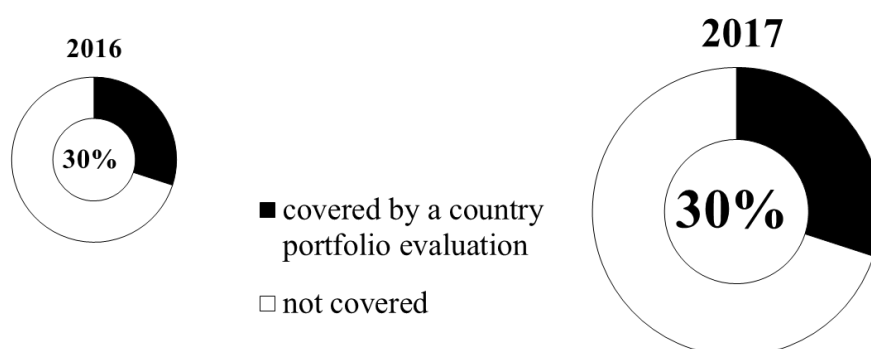 2016
30%
covered by a country
portfolio evaluation
not covered
2017
30%